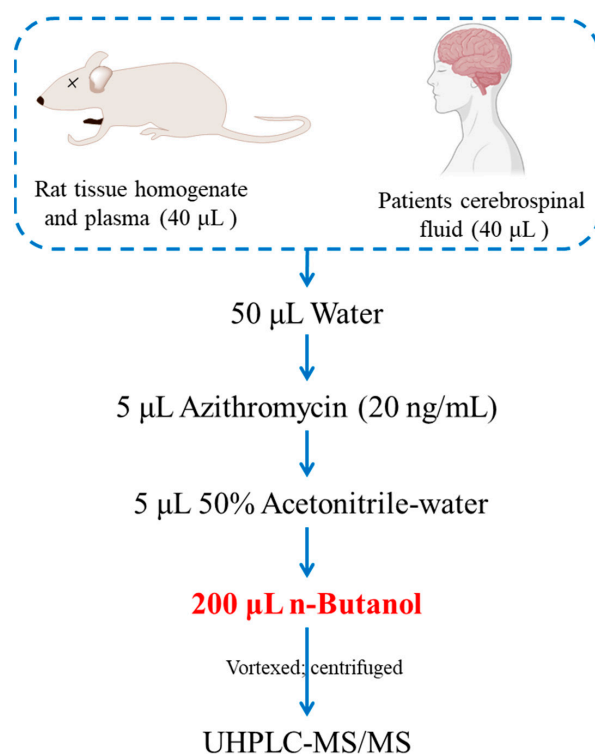 Rat tissue homogenate
and plasma (40 μL )
Patients cerebrospinal
fluid (40 μL )
50 μL Water
5 μL Azithromycin (20 ng/mL)
5 μL 50% Acetonitrile-water
200 μL n-Butanol
Vortexed; centrifuged
UHPLC-MS/MS